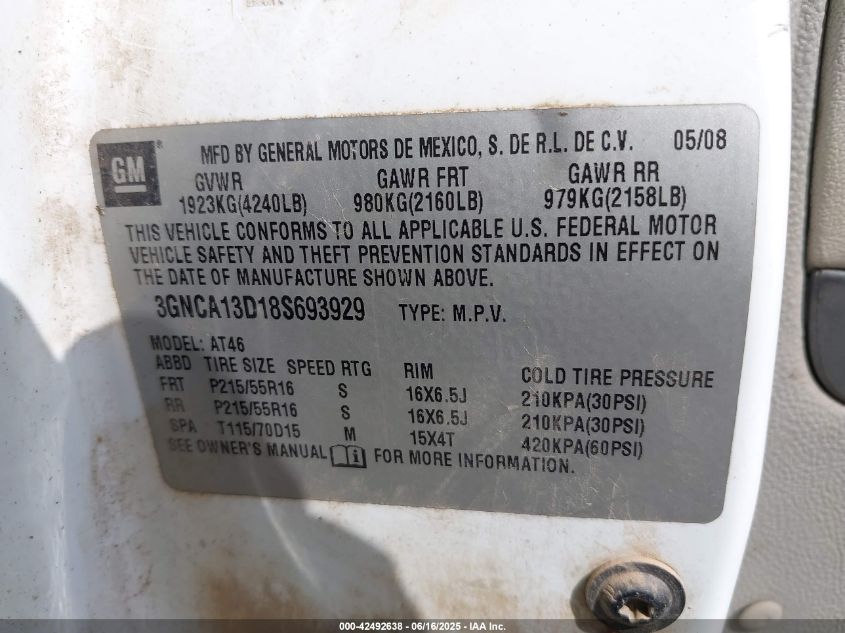 GM®
MFD BY GENERAL MOTORS DE MEXICO, S. DE R.L. DE C.V. 05/08
GVWR GAWR FRT GAWR RR
1923KG(4240LB) 980KG(2160LB) 979KG(2158LB)
THIS VEHICLE CONFORMS TO ALL APPLICABLE U.S. FEDERAL MOTOR
VEHICLE SAFETY AND THEFT PREVENTION STANDARDS IN EFFECT ON
THE DATE OF MANUFACTURE SHOWN ABOVE.
3GNCA13D18S693929 TYPE: M.P.V.
MODEL: AT46
ABBD TIRE SIZE SPEED RTG RIM COLD TIRE PRESSURE
FRT P215/55R16 S 16X6.5J 210KPA(30PSI)
RR P215/55R16 S 16X6.5J 210KPA(30PSI)
SPA T115/70D15 M 15X4T 420KPA(60PSI)
SEE OWNER'S MANUAL FOR MORE INFORMATION.
000-42492638 - 06/16/2025 - IAA Inc.